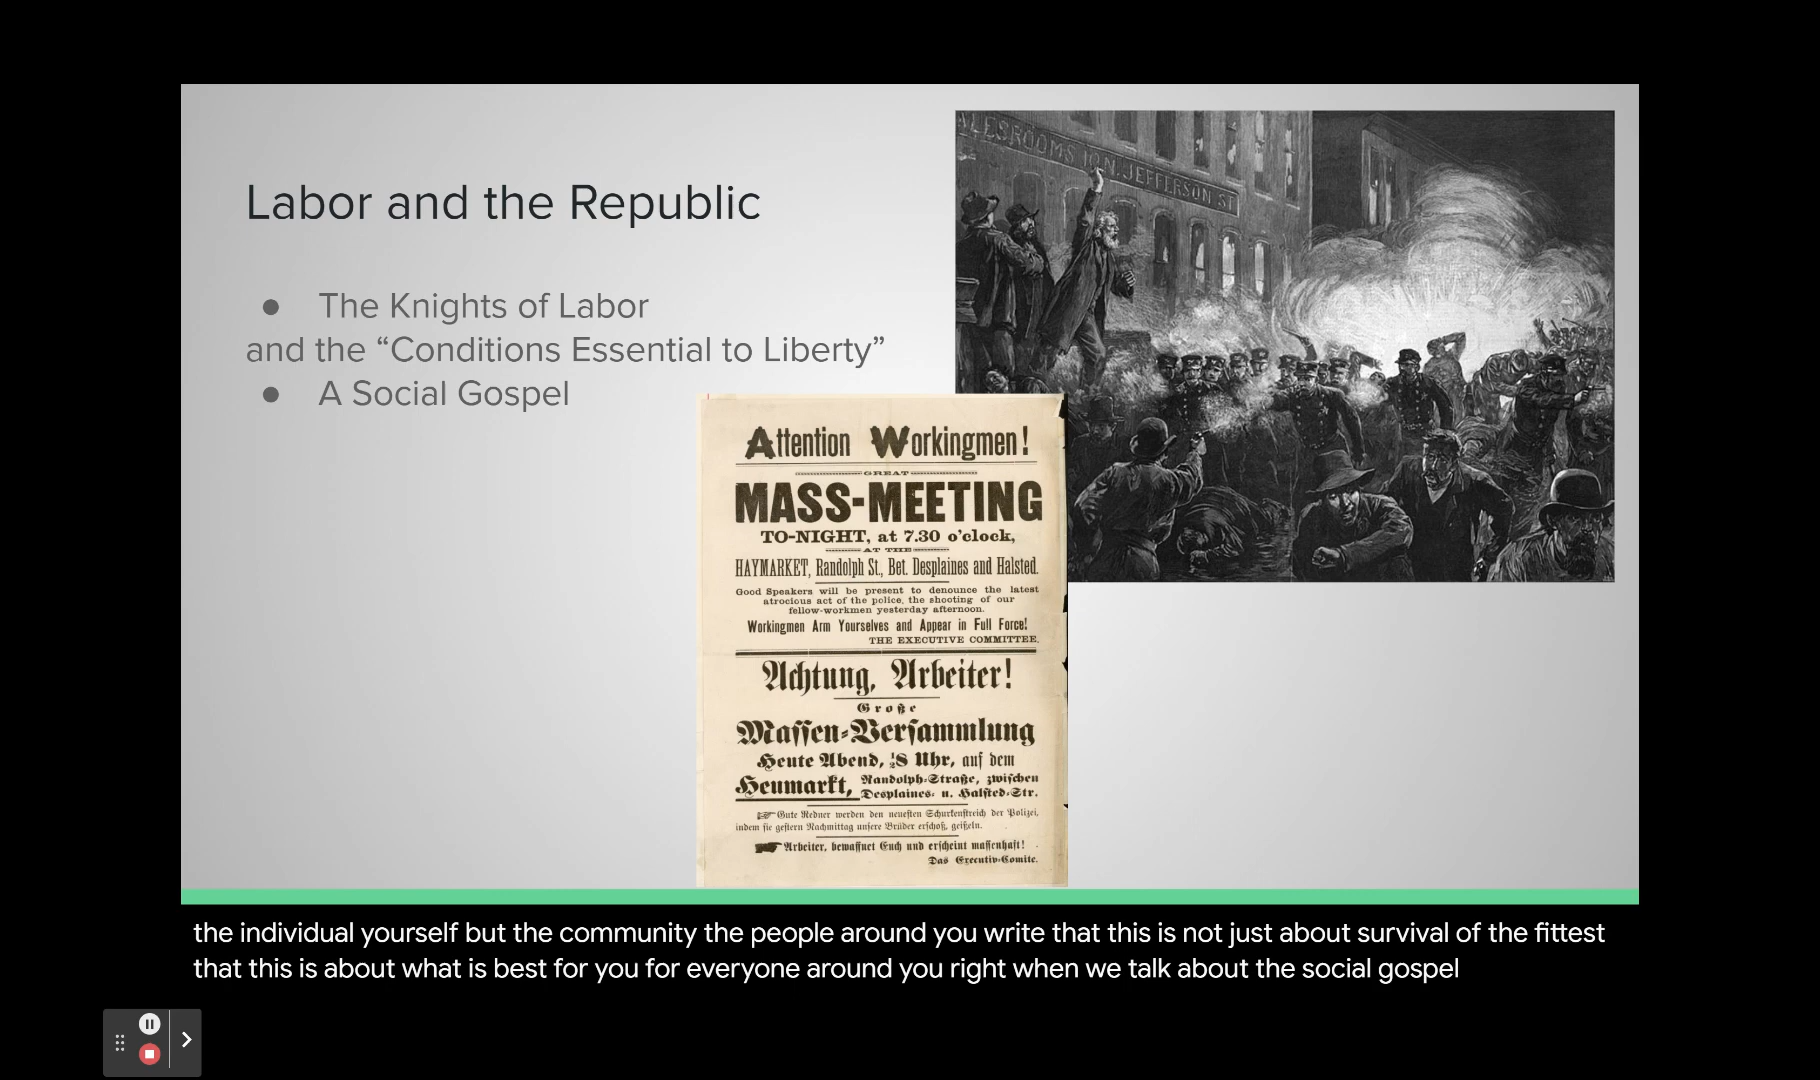 Labor and the Republic
● The Knights of Labor
and the “Conditions Essential to Liberty”
● A Social Gospel
ALESROOMS 10 N. JEFFERSON ST
Attention Workingmen!
GREAT
MASS-MEETING
TO-NIGHT, at 7.30 o'clock,
AT THE
HAYMARKET, Randolph St., Bet. Desplaines and Halsted.
Good Speakers will be present to denounce the latest
atrocious act of the police, the shooting of our
fellow-workmen yesterday afternoon.
Workingmen Arm Yourselves and Appear in Full Force!
THE EXECUTIVE COMMITTEE.
Achtung, Arbeiter!
Große
Massen-Versammlung
Heute Abend, ½8 Uhr, auf dem
Heumarkt, Randolph-Straße, zwischen
Desplaines- u. Halsted-Str.
Gute Redner werden den neuesten Schurkenstreich der Polizei,
indem sie gestern Nachmittag unsere Brüder erschoß, geißeln.
Arbeiter, bewaffnet Euch und erscheint massenhaft!
Das Executiv-Comite.
the individual yourself but the community the people around you write that this is not just about survival of the fittest
that this is about what is best for you for everyone around you right when we talk about the social gospel